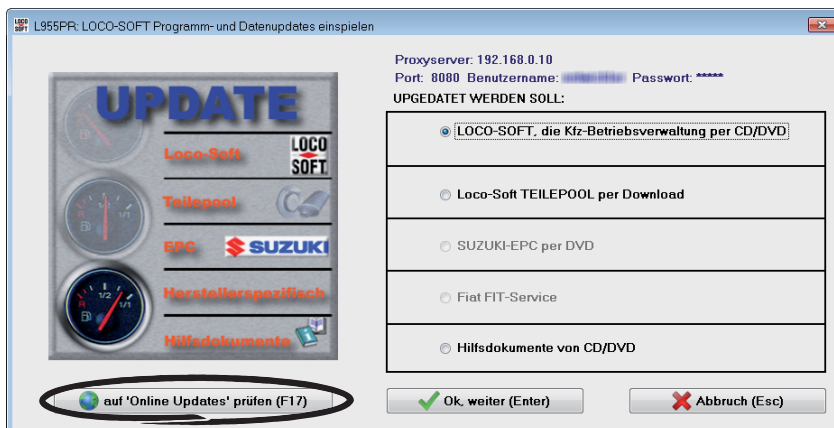 L955PR: LOCO-SOFT Programm- und Datenupdates einspielen
Proxyserver: 192.168.0.10
Port: 8080 Benutzername: Passwort: *****
UPGEDATET WERDEN SOLL:
UPDATE
Loco-Soft
LOCO
SOFT
Teilepool
EPC
SUZUKI
Herstellerspezifisch
Hilfsdokumente
LOCO-SOFT, die Kfz-Betriebsverwaltung per CD/DVD
Loco-Soft TEILEPOOL per Download
SUZUKI-EPC per DVD
Fiat FIT-Service
Hilfsdokumente von CD/DVD
auf 'Online Updates' prüfen (F17)
Ok, weiter (Enter)
Abbruch (Esc)